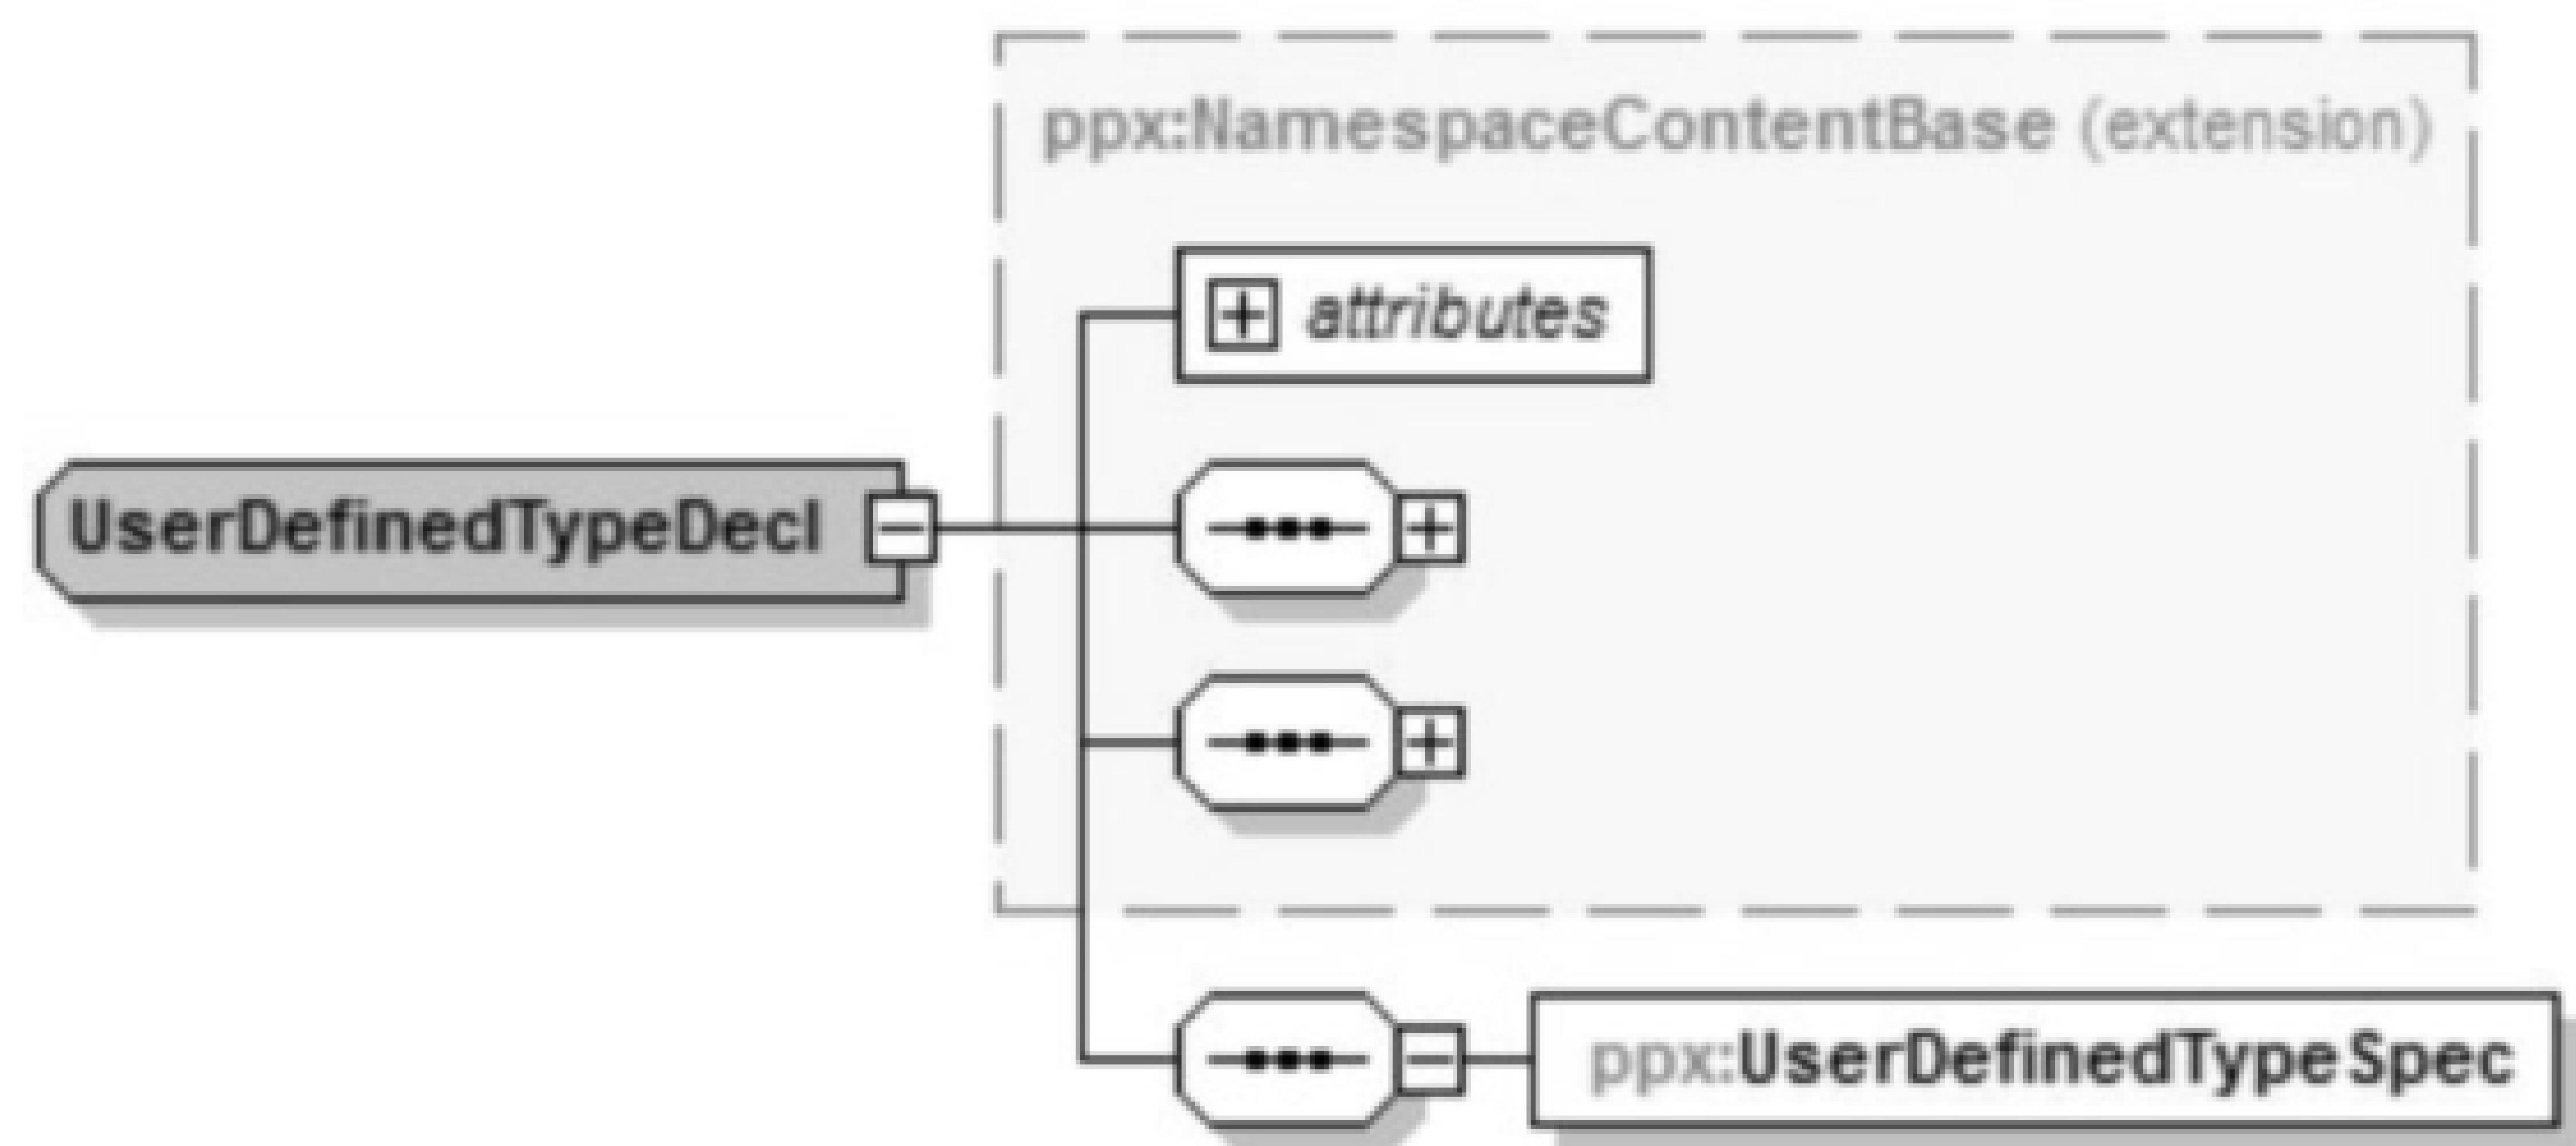 ppx:NamespaceContentBase (extension)
attributes
UserDefinedTypeDecl
ppx:UserDefinedTypeSpec